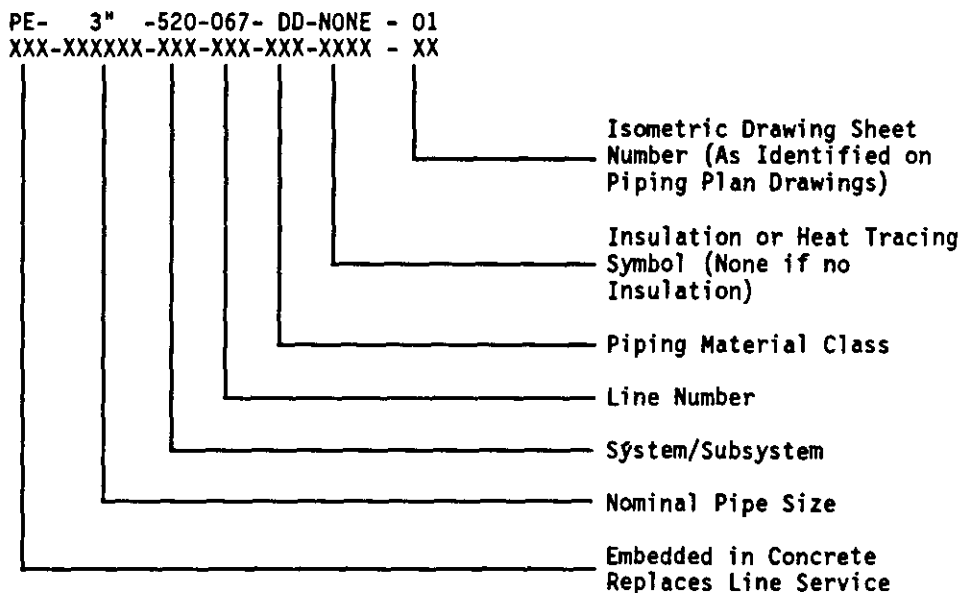 PE- 3" -520-067- DD-NONE - 01
XXX-XXXXXX-XXX-XXX-XXX-XXXX - XX
Isometric Drawing Sheet
Number (As Identified on
Piping Plan Drawings)
Insulation or Heat Tracing
Symbol (None if no
Insulation)
Piping Material Class
Line Number
System/Subsystem
Nominal Pipe Size
Embedded in Concrete
Replaces Line Service